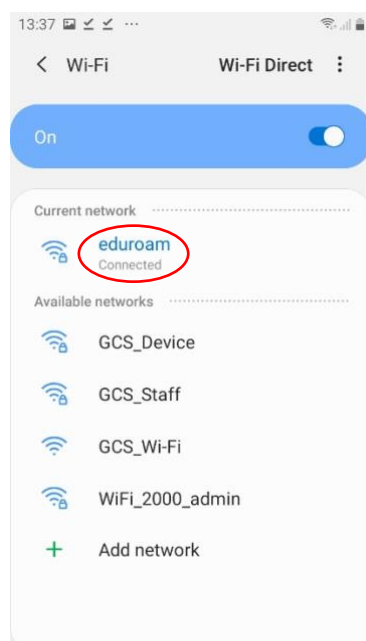 13:37 ...
Wi-Fi Wi-Fi Direct
On
Current network
eduroam
Connected
Available networks
GCS_Device
GCS_Staff
GCS_Wi-Fi
WiFi_2000_admin
+ Add network